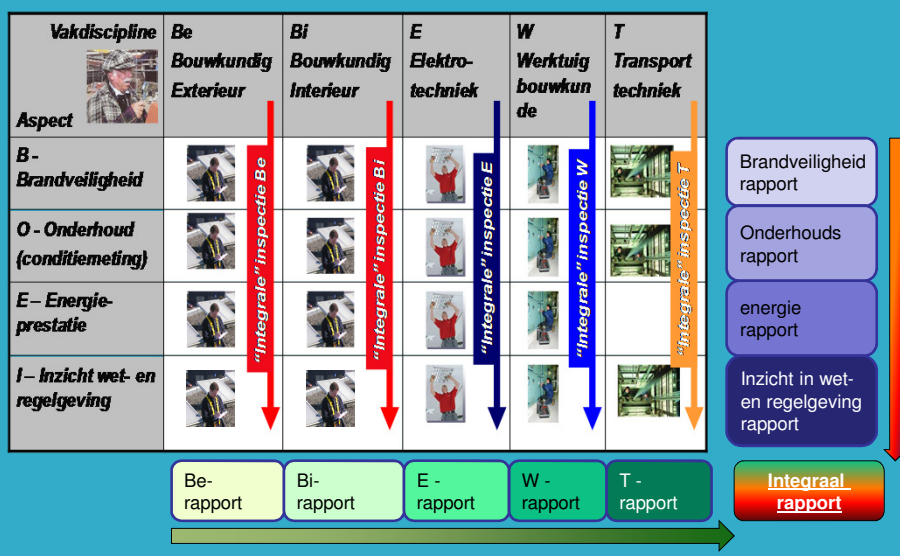 Vakdiscipline
Aspect
Be
Bouwkundig
Exterieur
Bi
Bouwkundig
Interieur
E
Elektro-
techniek
W
Werktuig
bouwkun
de
T
Transport
techniek
B -
Brandveiligheid
O - Onderhoud
(conditiemeting)
E – Energie-
prestatie
I – Inzicht wet- en
regelgeving
"Integrale" inspectie Be
"Integrale" inspectie Bi
"Integrale" inspectie E
"Integrale" inspectie W
"Integrale" inspectie T
Brandveiligheid
rapport
Onderhouds
rapport
energie
rapport
Inzicht in wet-
en regelgeving
rapport
Be-
rapport
Bi-
rapport
E -
rapport
W -
rapport
T -
rapport
Integraal
rapport